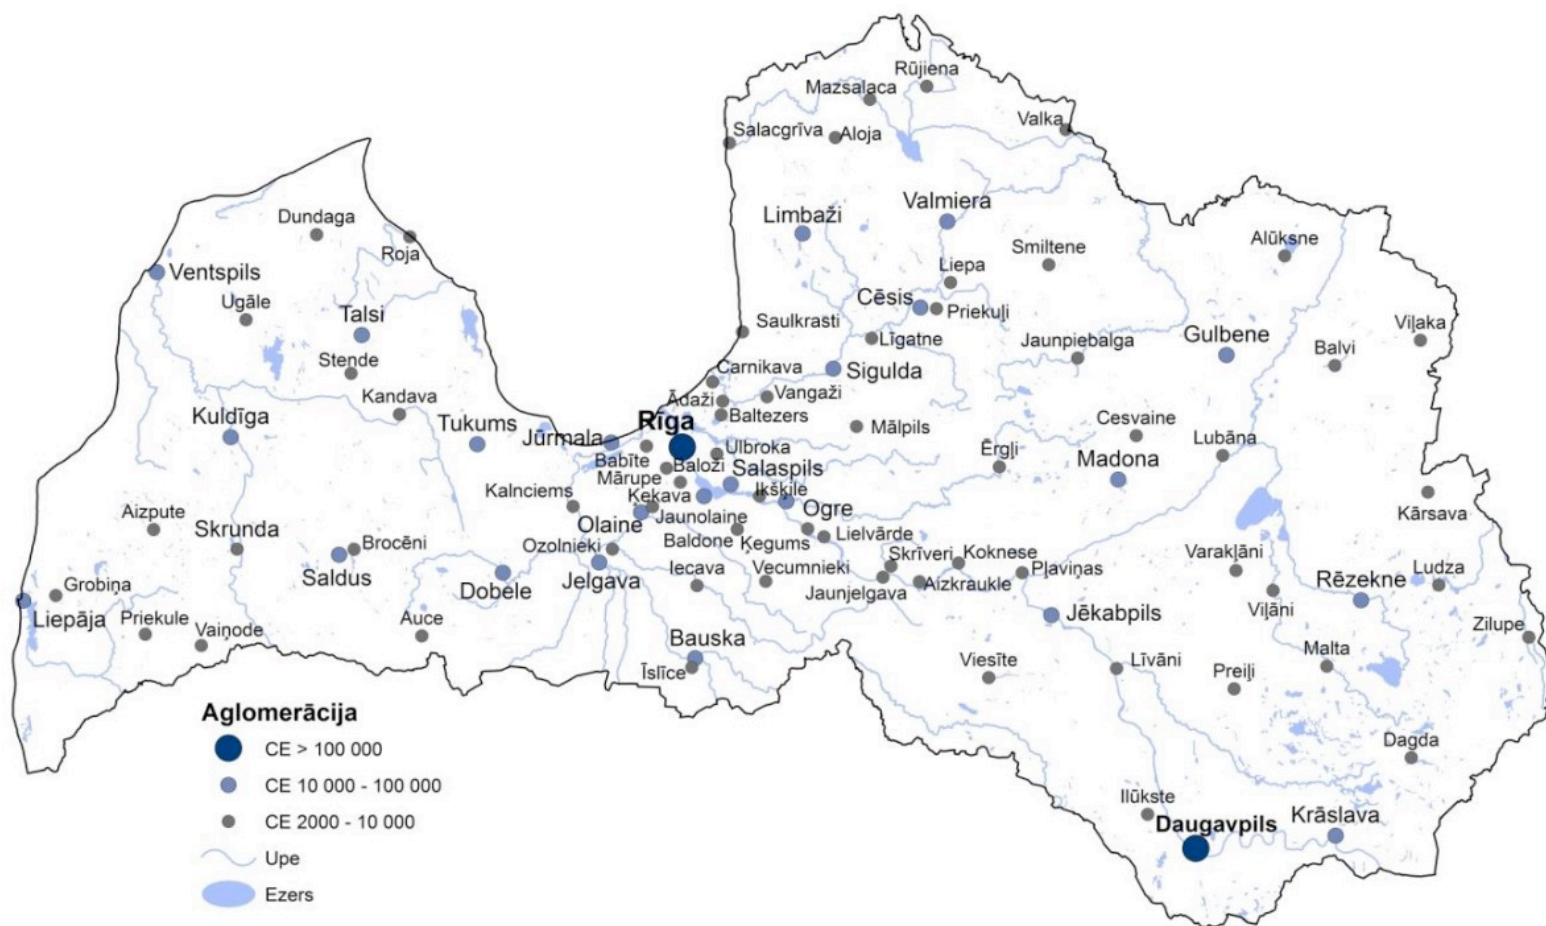 Rūjiena
Mazsalaca
Valka
Salacgrīva
Aloja
Valmiera
Limbaži
Dundaga
Roja
Smiltene
Alūksne
Ventspils
Liepa
Ugāle
Cēsis
Priekuļi
Talsi
Saulkrasti
Viļaka
Gulbene
Līgatne
Jaunpiebalga
Balvi
Stende
Carnikava
Sigulda
Kandava
Ādaži
Vangaži
Kuldīga
Tukums
Rīga
Baltezers
Cesvaine
Mālpils
Jūrmala
Ērgļi
Lubāna
Ulbroka
Babīte
Baloži
Salaspils
Madona
Mārupe
Kalnciems
Ķekava
Ikšķile
Kārsava
Aizpute
Skrunda
Olaine
Jaunolaine
Ogre
Baldone
Ķegums
Lielvārde
Brocēni
Ozolnieki
Skrīveri
Koknese
Varakļāni
Saldus
Iecava
Vecumnieki
Pļaviņas
Rēzekne
Ludza
Grobiņa
Dobele
Jelgava
Jaunjelgava
Aizkraukle
Viļāni
Liepāja
Priekule
Auce
Jēkabpils
Zilupe
Vaiņode
Bauska
Malta
Īslīce
Viesīte
Līvāni
Preiļi
Dagda
Ilūkste
Daugavpils
Krāslava
Aglomerācija
CE > 100 000
CE 10 000 - 100 000
CE 2000 - 10 000
Upe
Ezers